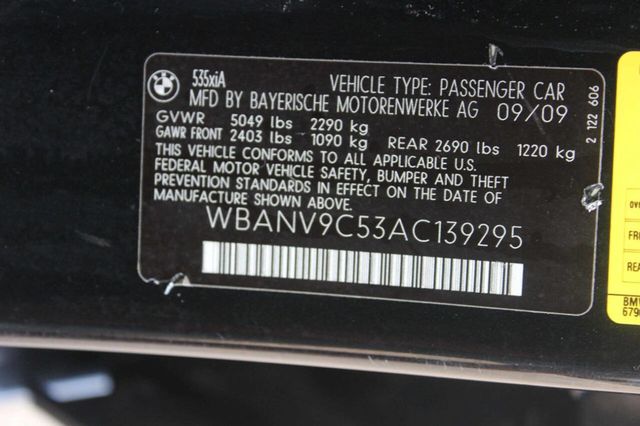 535xiA
VEHICLE TYPE: PASSENGER CAR
MFD BY BAYERISCHE MOTORENWERKE AG 09/09
GVWR 5049 lbs 2290 kg
GAWR FRONT 2403 lbs 1090 kg REAR 2690 lbs 1220 kg
THIS VEHICLE CONFORMS TO ALL APPLICABLE U.S.
FEDERAL MOTOR VEHICLE SAFETY, BUMPER AND THEFT
PREVENTION STANDARDS IN EFFECT ON THE DATE OF
MANUFACTURE SHOWN ABOVE.
WBANV9C53AC139295
2 122 606
BMW